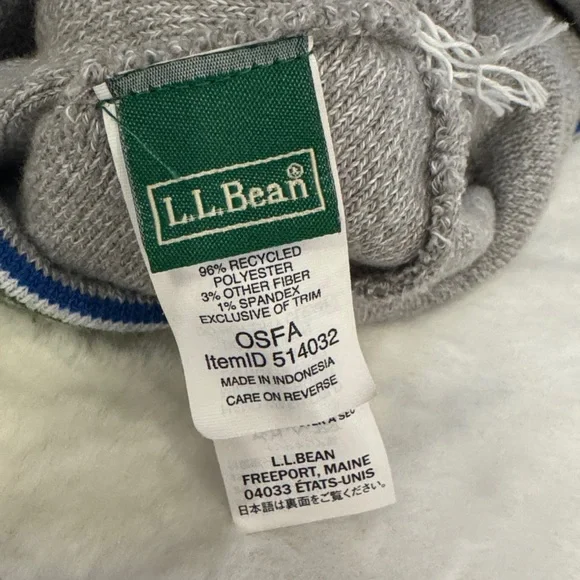 L.L.Bean®
96% RECYCLED
POLYESTER
3% OTHER FIBER
1% SPANDEX
EXCLUSIVE OF TRIM
OSFA
ItemID 514032
MADE IN INDONESIA
CARE ON REVERSE
L.L.BEAN
FREEPORT, MAINE
04033 ÉTATS-UNIS
日本語は裏面をご覧ください。